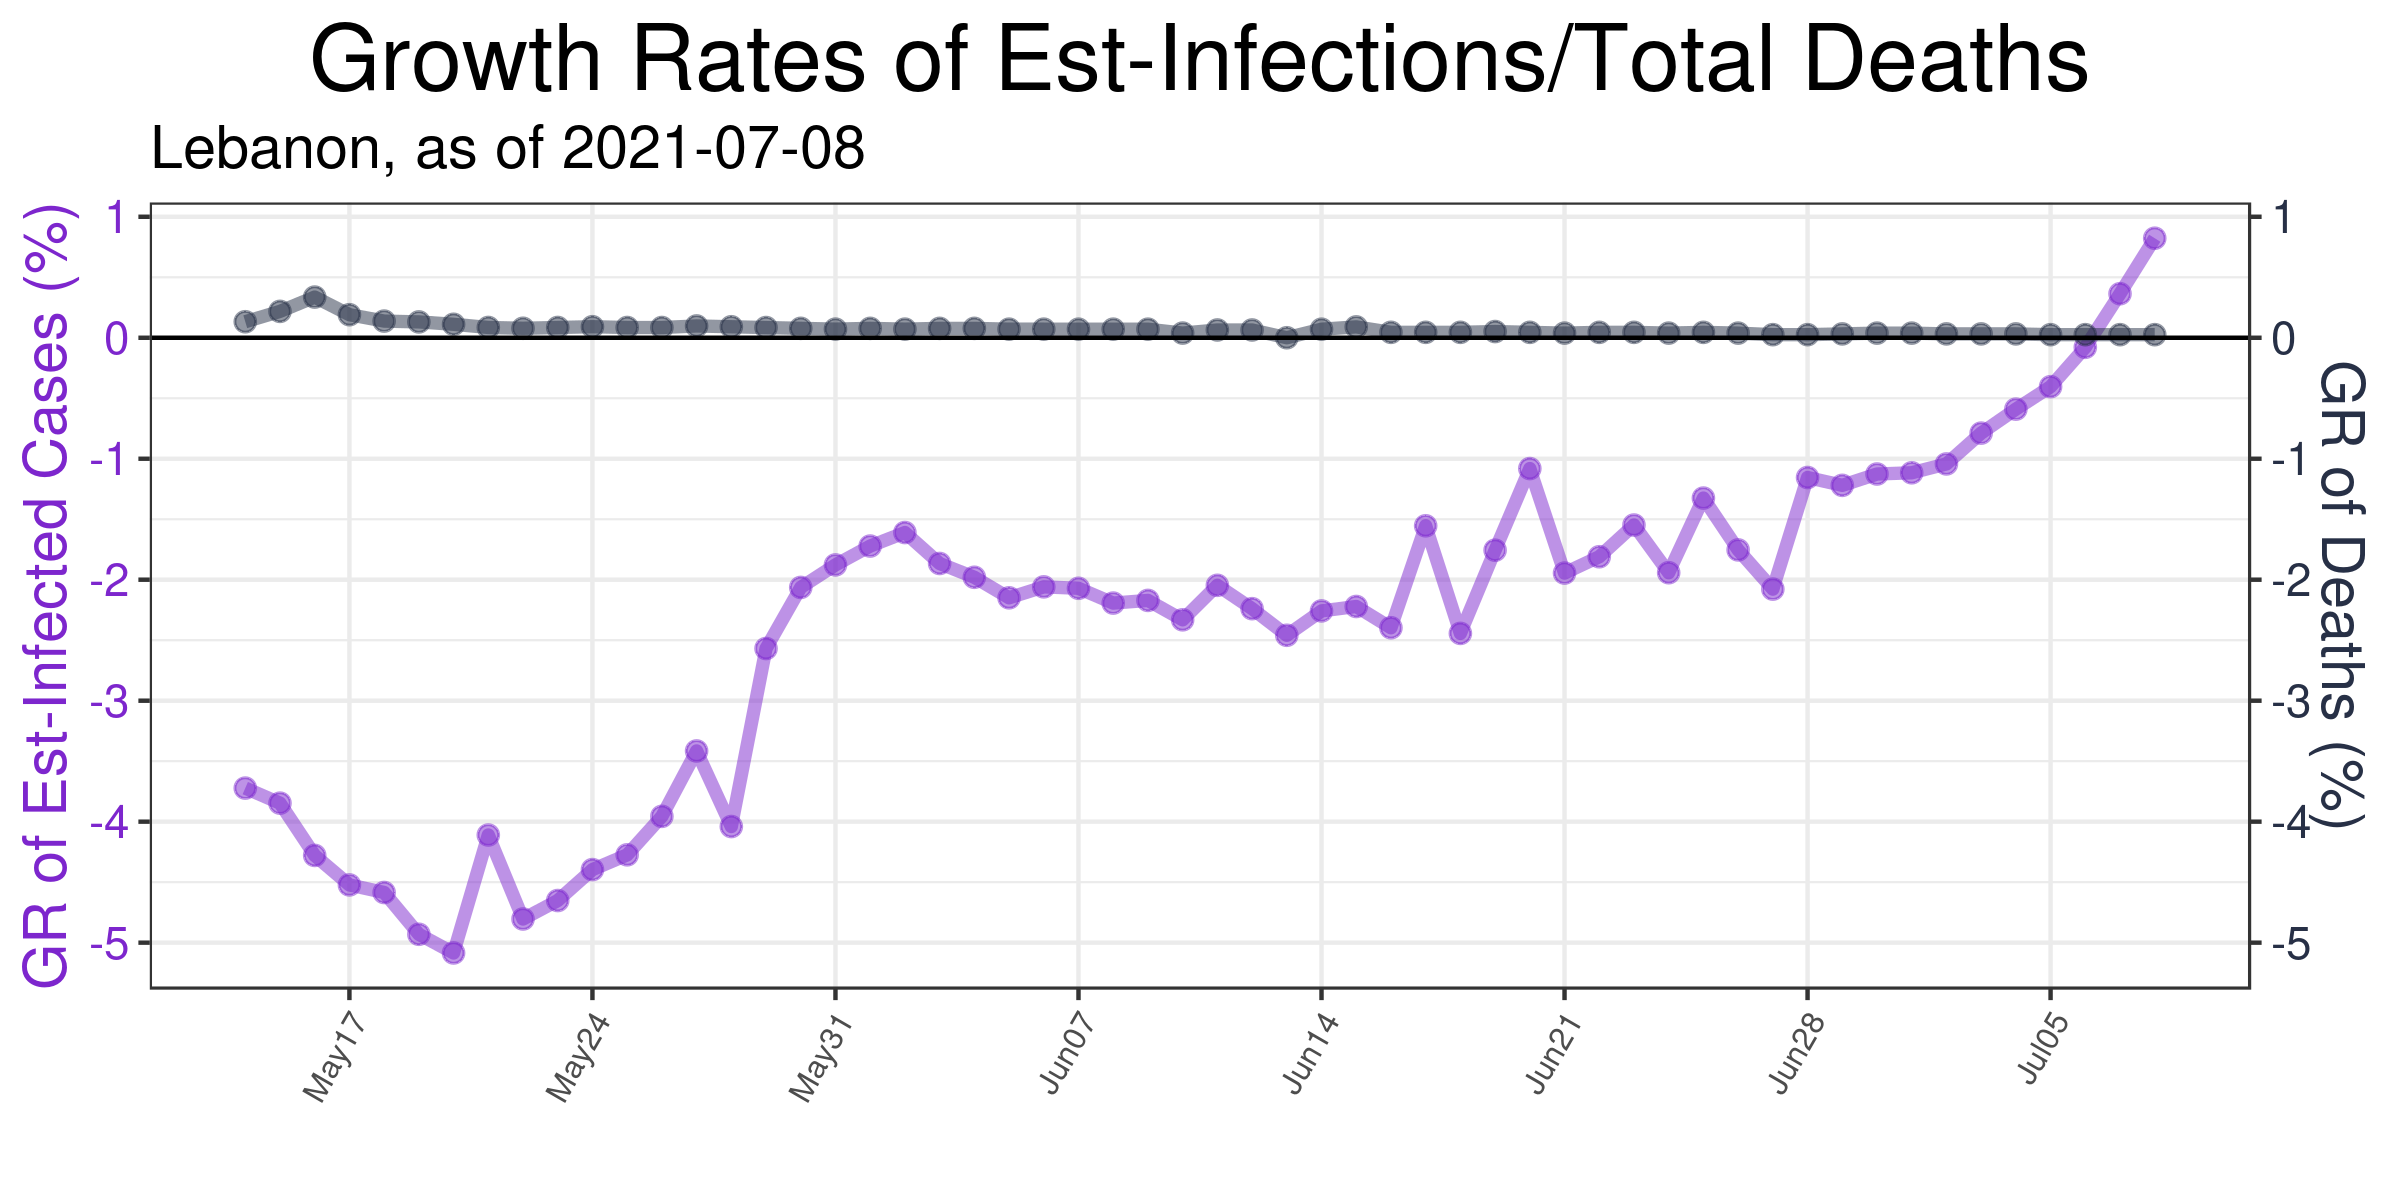 Growth Rates of Est-Infections/Total Deaths
Lebanon, as of 2021-07-08
GR of Est-Infected Cases (%)
1
0
-1
-2
-3
-4
-5
1
0
-1
-2
-3
-4
-5
GR of Deaths (%)
May17
May24
May31
Jun07
Jun14
Jun21
Jun28
Jul05